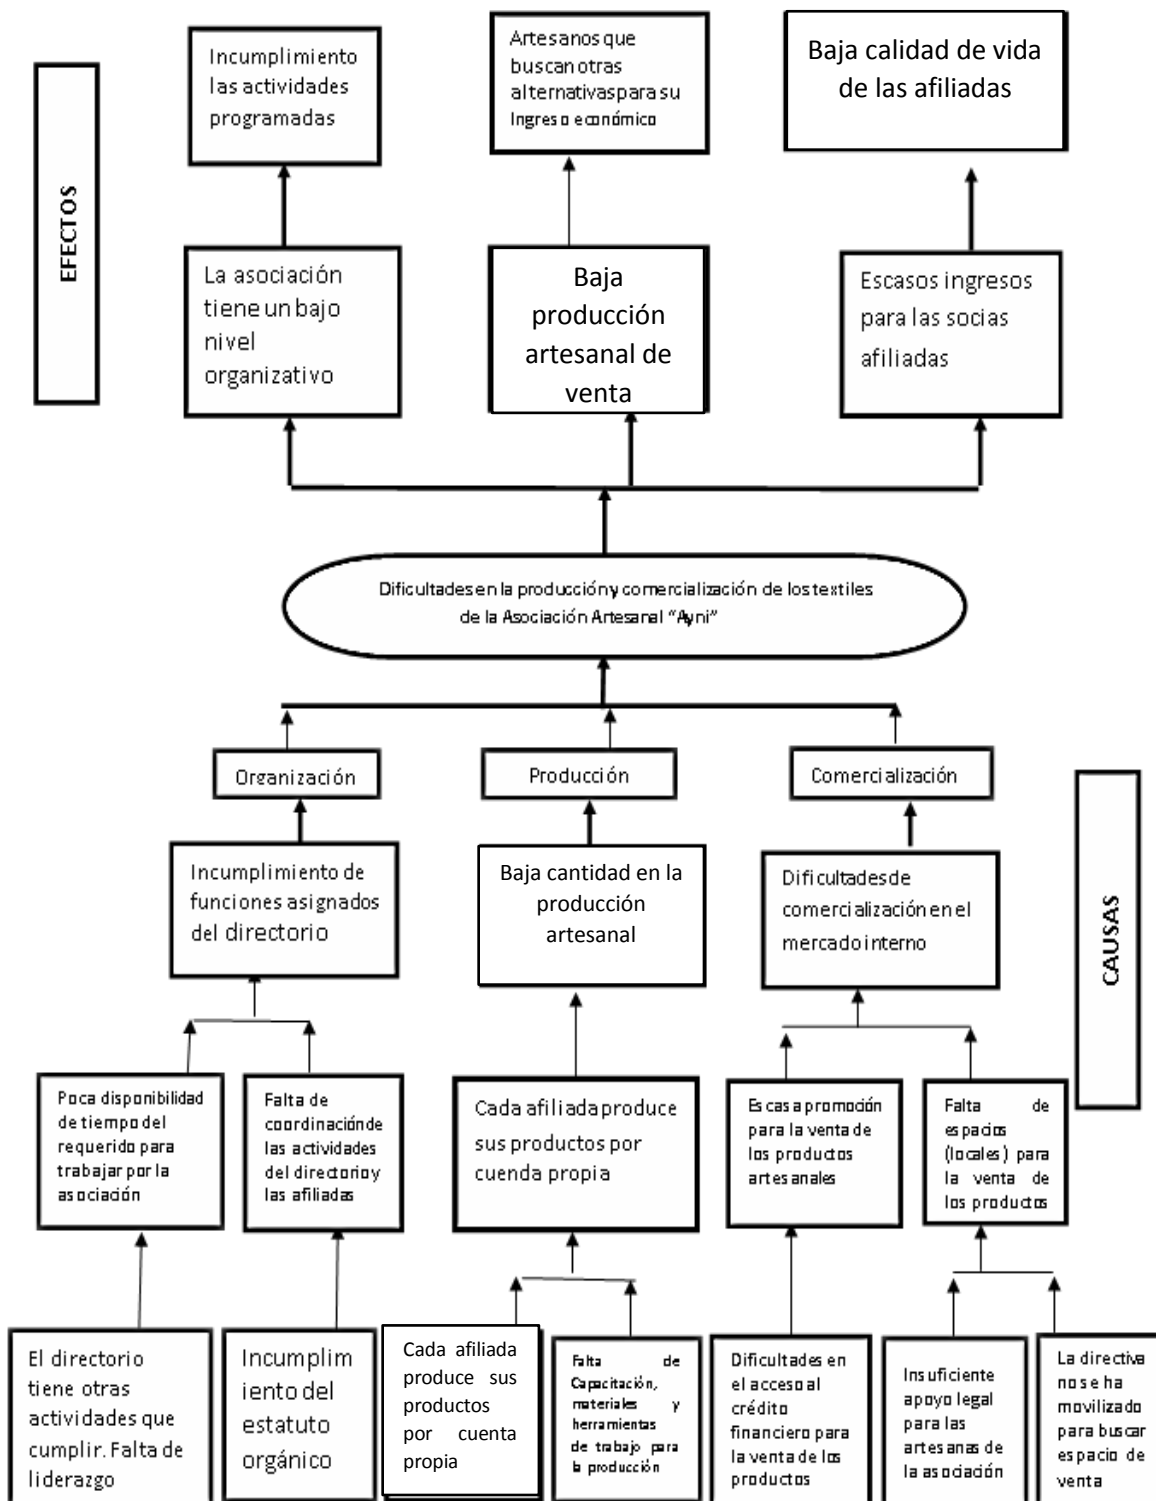 Incumplimiento
las actividades
programadas
Artesanos que
buscan otras
alternativas para su
Ingreso económico
Baja calidad de vida
de las afiliadas
EFECTOS
La asociación
tiene un bajo
nivel
organizativo
Baja
producción
artesanal de
venta
Escasos ingresos
para las socias
afiliadas
Dificultades en la producción y comercialización de los textiles
de la Asociación Artesanal "Ayni"
Organización
Producción
Comercialización
CAUSAS
Incumplimiento de
funciones asignados
del directorio
Baja cantidad en la
producción
artesanal
Dificultades de
comercialización en el
mercado interno
Poca disponibilidad
de tiempo del
requerido para
trabajar por la
asociación
Falta de
coordinación de
las actividades
del directorio y
las afiliadas
Cada afiliada produce
sus productos por
cuenda propia
Escasa promoción
para la venta de
los productos
artesanales
Falta de
espacios
(locales) para
la venta de
los productos
El directorio
tiene otras
actividades que
cumplir. Falta de
liderazgo
Incumplim
iento del
estatuto
orgánico
Cada afiliada
produce sus
productos
por cuenta
propia
Falta de
Capacitación,
materiales y
herramientas
de trabajo para
la producción
Dificultades en
el acceso al
crédito
financiero para
la venta de los
productos
Insuficiente
apoyo legal
para las
artesanas de
la asociación
La directiva
no se ha
movilizado
para buscar
espacio de
venta